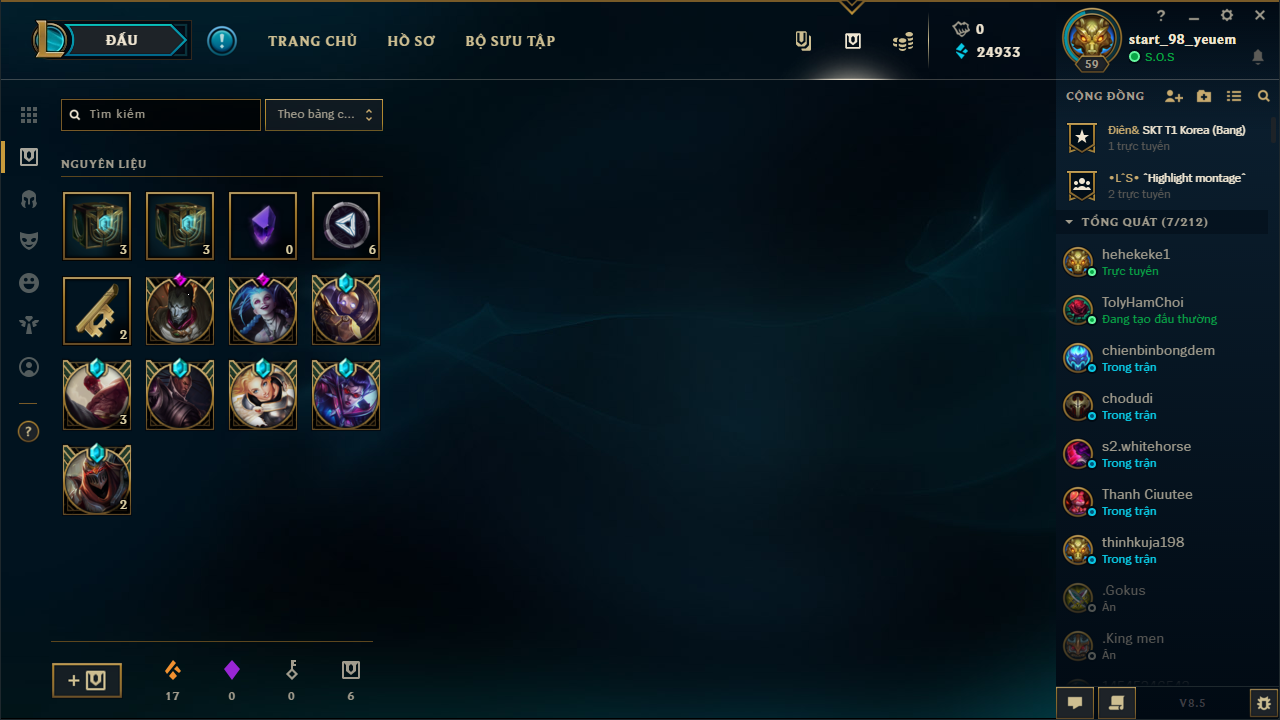 ĐẤU
TRANG CHỦ
HỒ SƠ
BỘ SƯU TẬP
0
24933
59
start_98_yeuem
S.O.S
Tìm kiếm
Theo bảng c...
NGUYÊN LIỆU
3
3
0
6
2
3
2
17
0
0
6
CỘNG ĐỒNG
Điên& SKT T1 Korea (Bang)
1 trực tuyến
•LˆS• ˆHighlight montageˆ
2 trực tuyến
TỔNG QUÁT (7/212)
hehekeke1
Trực tuyến
TolyHamChoi
Đang tạo đấu thường
chienbinbongdem
Trong trận
chodudi
Trong trận
s2.whitehorse
Trong trận
Thanh Ciuutee
Trong trận
thinhkuja198
Trong trận
.Gokus
Ẩn
.King men
Ẩn
V8.5